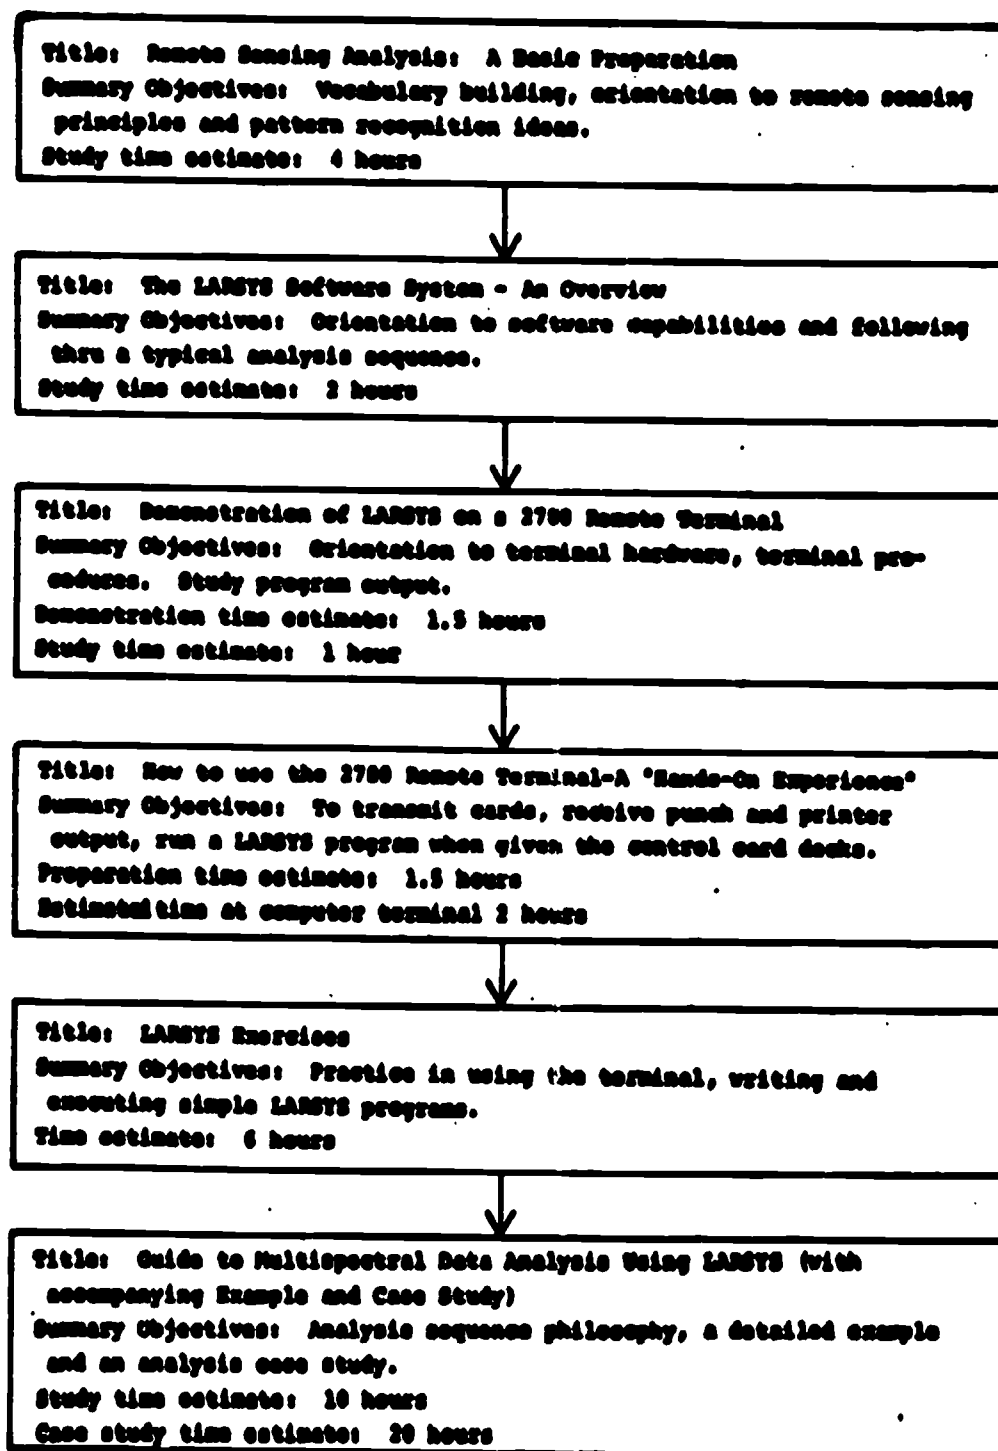 Title: Remote Sensing Analysis: A Basic Preparation
Summary Objectives: Vocabulary building, orientation to remote sensing
principles and pattern recognition ideas.
Study time estimate: 4 hours
Title: The LARSYS Software System - An Overview
Summary Objectives: Orientation to software capabilities and following
thru a typical analysis sequence.
Study time estimate: 2 hours
Title: Demonstration of LARSYS on a 2780 Remote Terminal
Summary Objectives: Orientation to terminal hardware, terminal pro-
cedures. Study program output.
Demonstration time estimate: 1.5 hours
Study time estimate: 1 hour
Title: How to use the 2780 Remote Terminal-A "Hands-On Experience"
Summary Objectives: To transmit cards, receive punch and printer
output, run a LARSYS program when given the control card decks.
Preparation time estimate: 1.5 hours
Estimated time at computer terminal 2 hours
Title: LARSYS Exercises
Summary Objectives: Practice in using the terminal, writing and
executing simple LARSYS programs.
Time estimate: 6 hours
Title: Guide to Multispectral Data Analysis Using LARSYS (with
accompanying Example and Case Study)
Summary Objectives: Analysis sequence philosophy, a detailed example
and an analysis case study.
Study time estimate: 10 hours
Case study time estimate: 20 hours